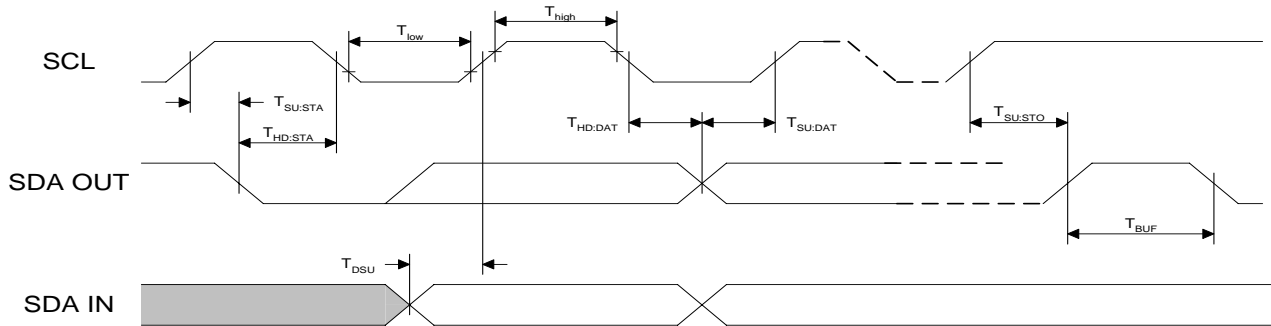 T_low
T_high
SCL
T_SU:STA
T_HD:STA
T_HD:DAT
T_SU:DAT
T_SU:STO
SDA OUT
T_BUF
T_DSU
SDA IN